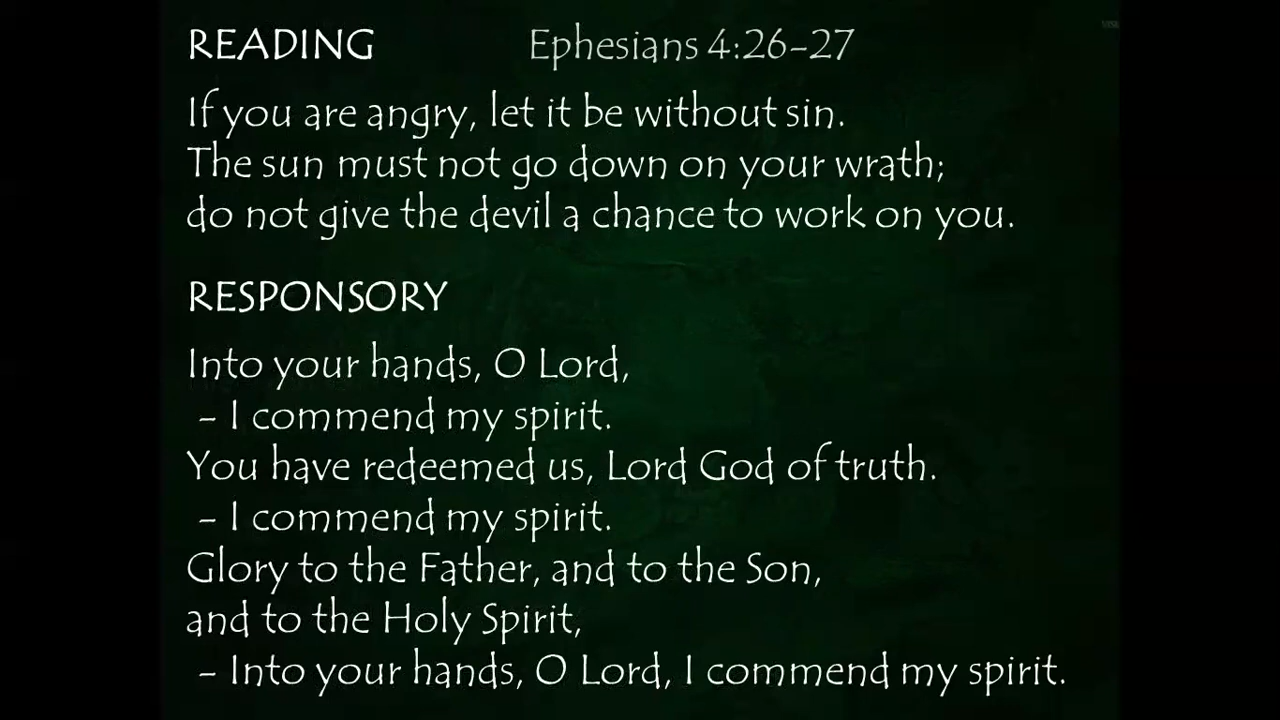 READING Ephesians 4:26-27
If you are angry, let it be without sin.
The sun must not go down on your wrath;
do not give the devil a chance to work on you.
RESPONSORY
Into your hands, O Lord,
– I commend my spirit.
You have redeemed us, Lord God of truth.
– I commend my spirit.
Glory to the Father, and to the Son,
and to the Holy Spirit,
– Into your hands, O Lord, I commend my spirit.